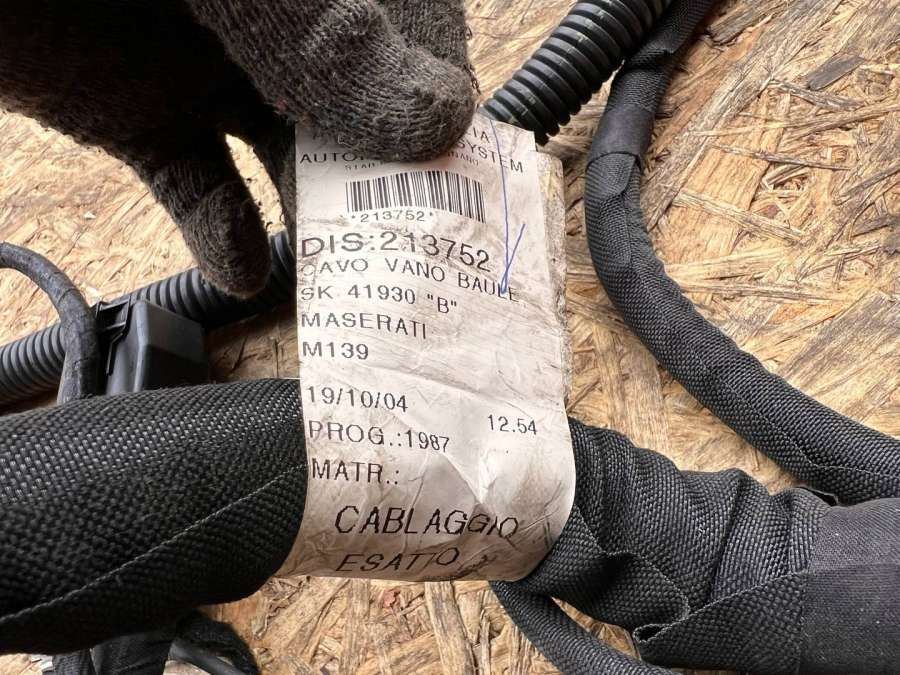 SYSTEM
*213752*
DIS:213752
CAVO VANO BAULE
SK 41930 "B"
MASERATI
M139
19/10/04 12.54
PROG.:1987
MATR.:
CABLAGGIO
ESATTO